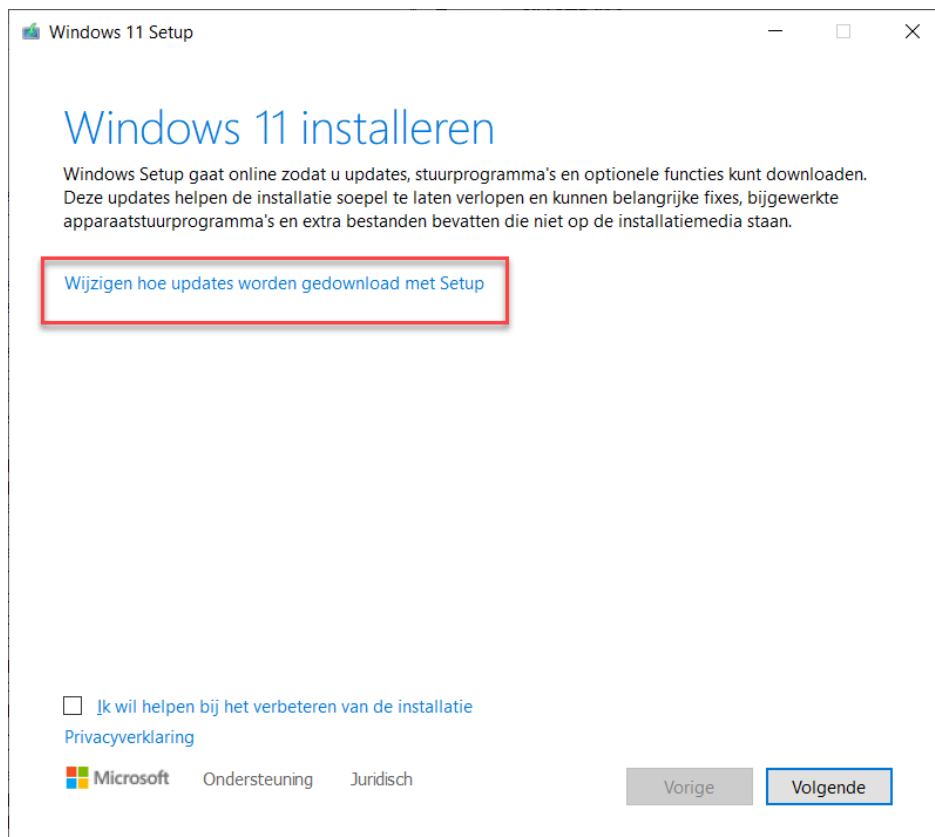 Windows 11 Setup
Windows 11 installeren
Windows Setup gaat online zodat u updates, stuurprogramma's en optionele functies kunt downloaden.
Deze updates helpen de installatie soepel te laten verlopen en kunnen belangrijke fixes, bijgewerkte
apparaatstuurprogramma's en extra bestanden bevatten die niet op de installatiemedia staan.
Wijzigen hoe updates worden gedownload met Setup
Ik wil helpen bij het verbeteren van de installatie
Privacyverklaring
Microsoft Ondersteuning Juridisch Vorige Volgende